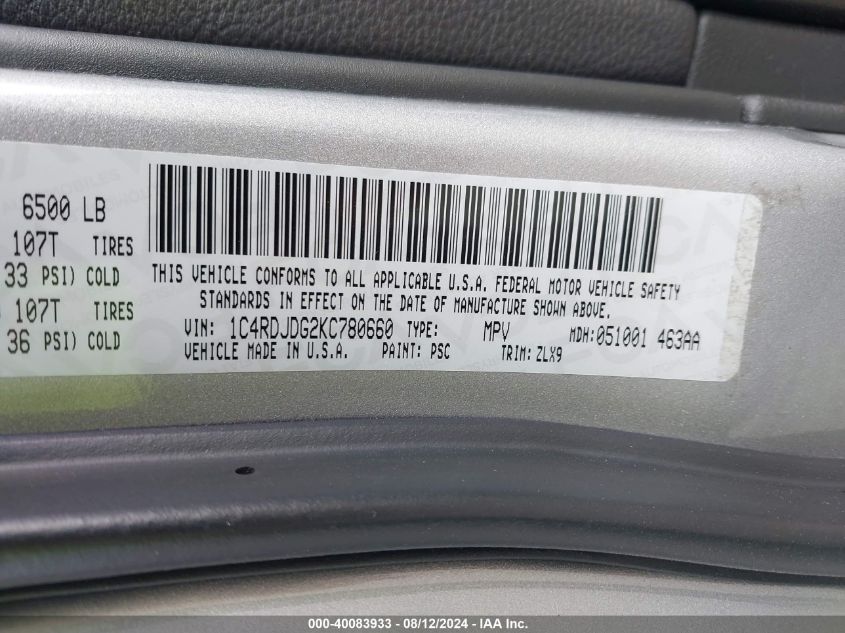 6500 LB
107T TIRES
33 PSI) COLD
107T TIRES
36 PSI) COLD
THIS VEHICLE CONFORMS TO ALL APPLICABLE U.S.A. FEDERAL MOTOR VEHICLE SAFETY
STANDARDS IN EFFECT ON THE DATE OF MANUFACTURE SHOWN ABOVE.
VIN: 1C4RDJDG2KC780660 TYPE: MPV MDH:051001 463AA
VEHICLE MADE IN U.S.A. PAINT: PSC TRIM: ZLX9
000-40083933 - 08/12/2024 - IAA Inc.